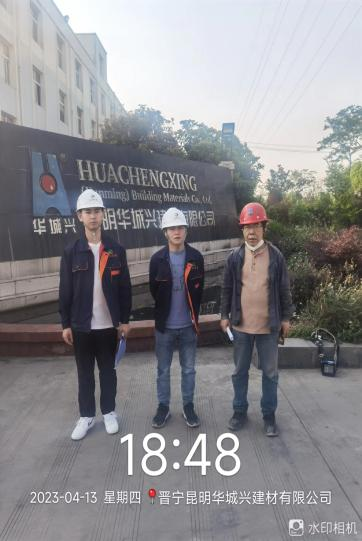 HUACHENGXING
(Kunming) Building Materials Co., Ltd.
华城兴 昆明华城兴建材有限公司
18:48
2023-04-13 星期四 晋宁昆明华城兴建材有限公司
水印相机